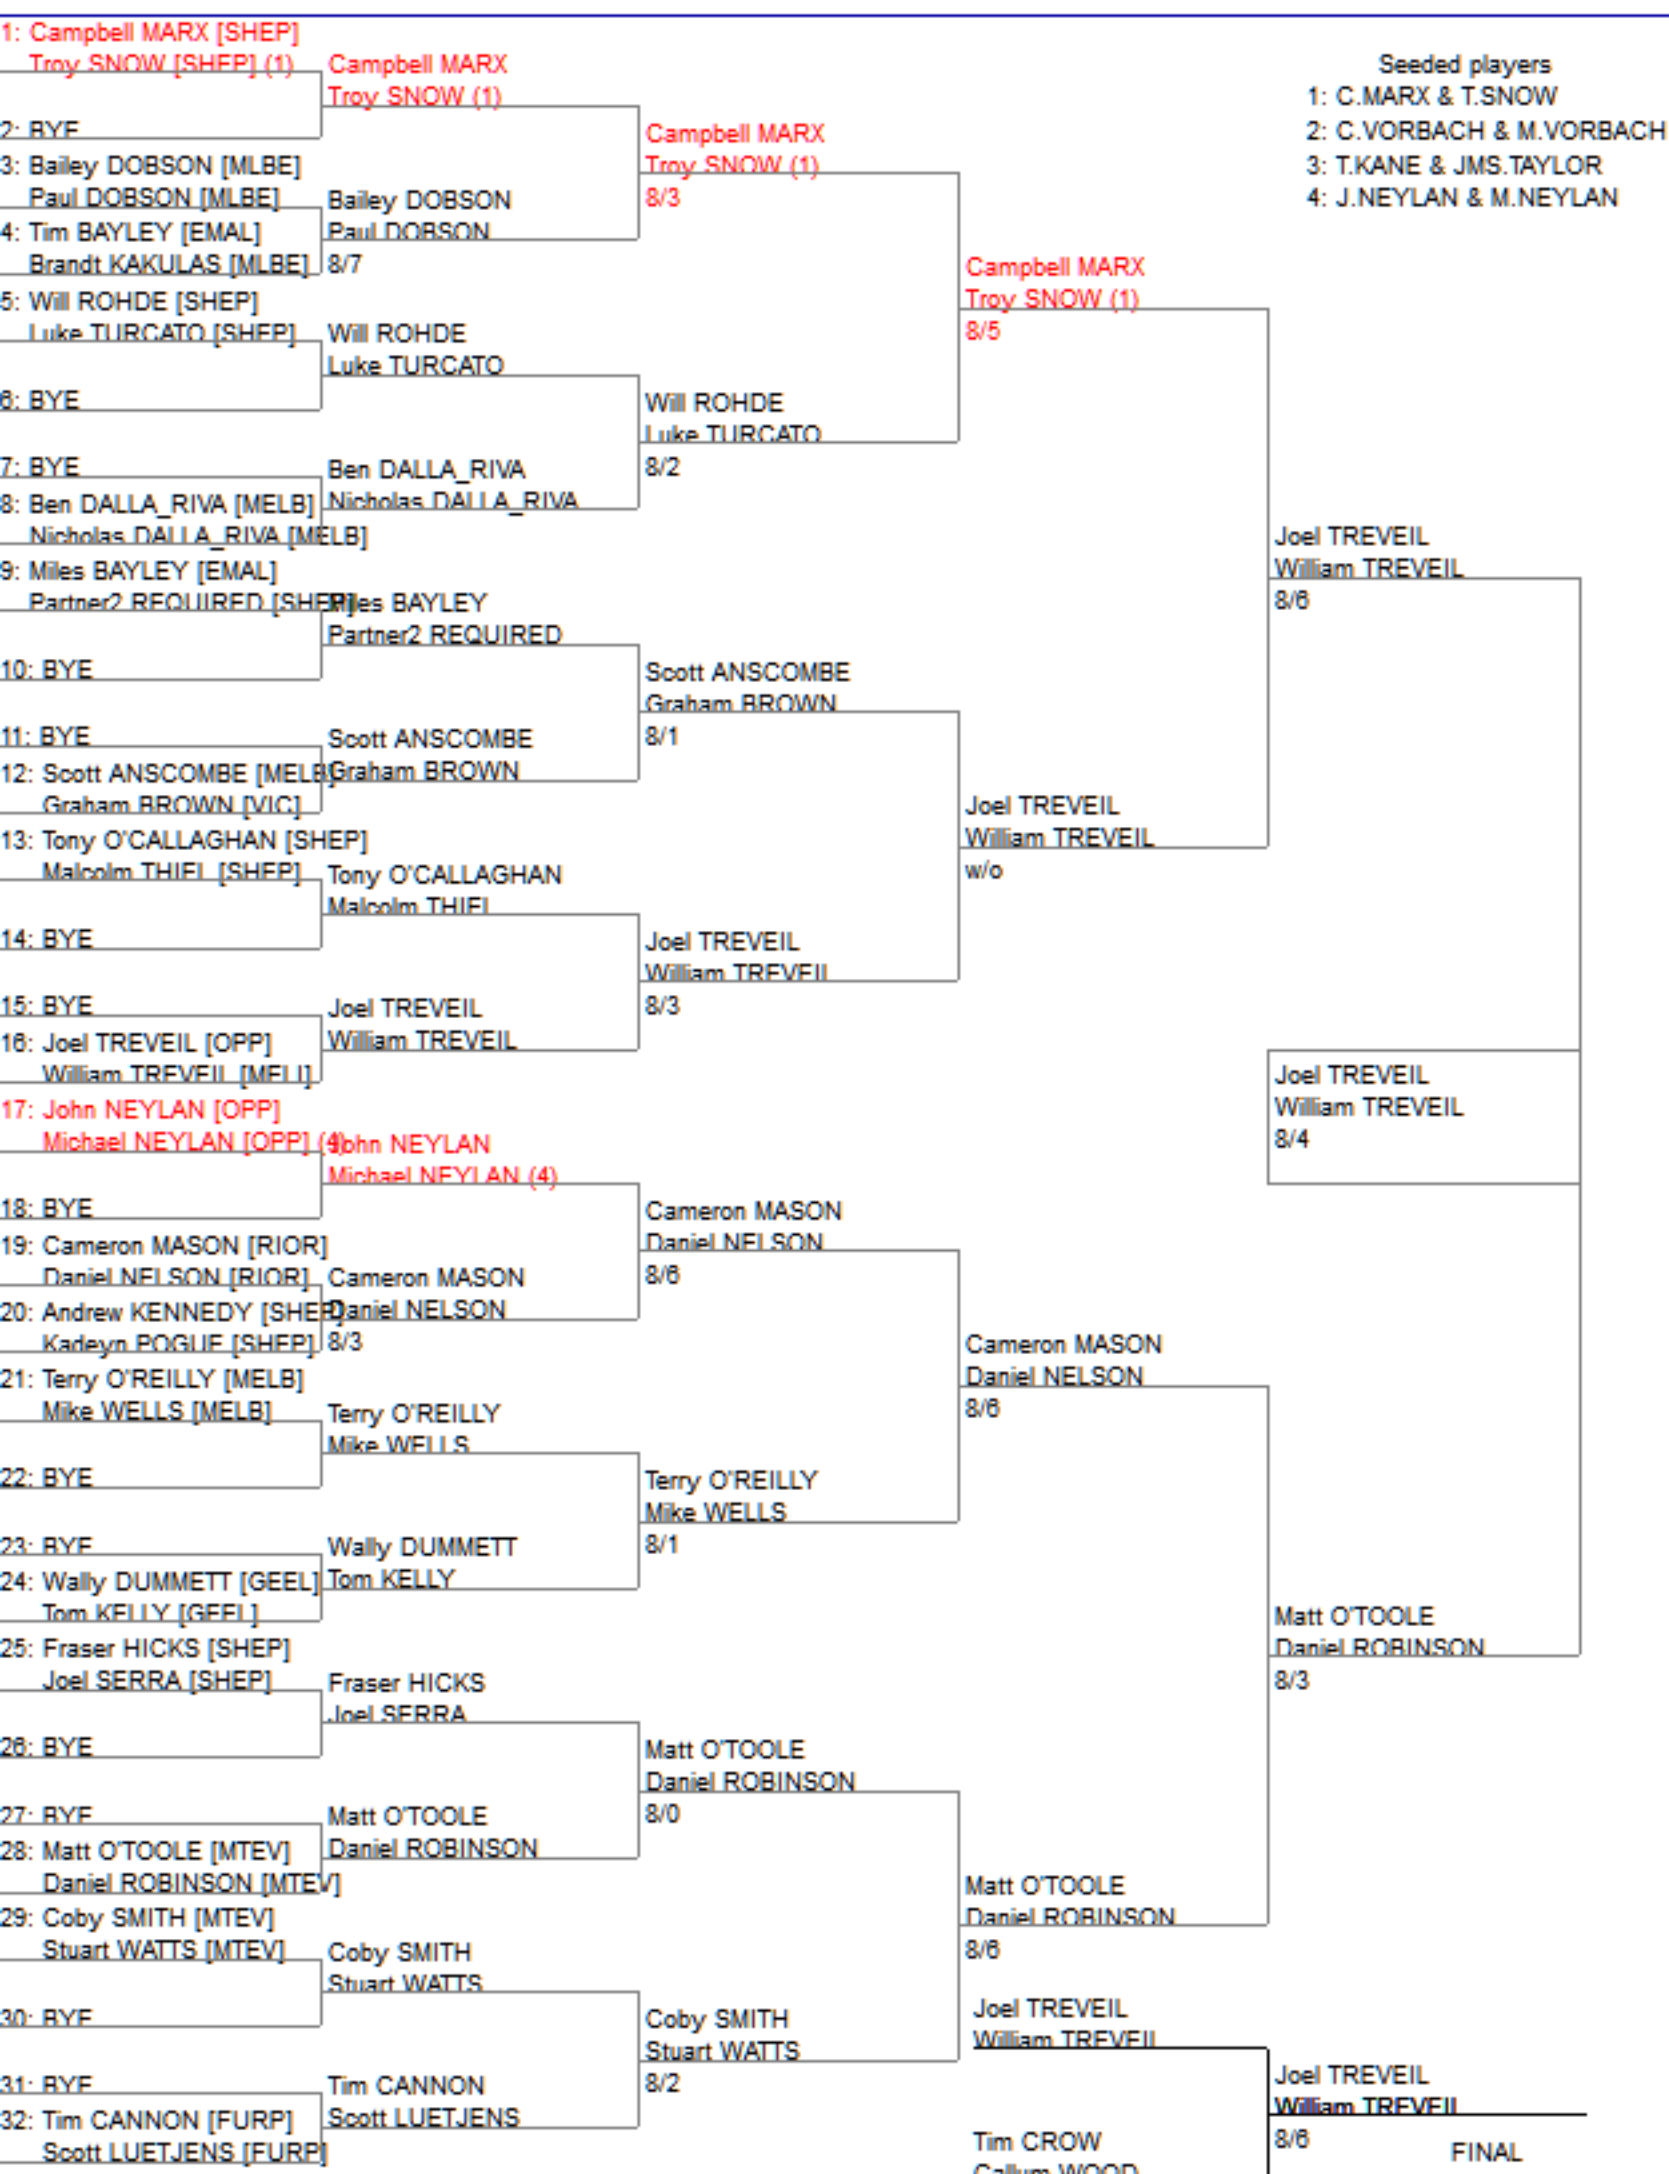 1: Campbell MARX [SHEP]
Troy SNOW [SHEP] (1)
2: BYE
3: Bailey DOBSON [MLBE]
Paul DOBSON [MLBE]
4: Tim BAYLEY [EMAL]
Brandt KAKULAS [MLBE]
5: Will ROHDE [SHEP]
Luke TURCATO [SHEP]
6: BYE
7: BYE
8: Ben DALLA_RIVA [MELB]
Nicholas DALLA_RIVA [MELB]
9: Miles BAYLEY [EMAL]
Partner2 REQUIRED [SHEP]
10: BYE
11: BYE
12: Scott ANSCOMBE [MELB]
Graham BROWN [VIC]
13: Tony O'CALLAGHAN [SHEP]
Malcolm THIEL [SHEP]
14: BYE
15: BYE
16: Joel TREVEIL [OPP]
William TREVEIL [MELI]
17: John NEYLAN [OPP]
Michael NEYLAN [OPP] (4)
18: BYE
19: Cameron MASON [RIOR]
Daniel NELSON [RIOR]
20: Andrew KENNEDY [SHEP]
Kadeyn POGUE [SHEP]
21: Terry O'REILLY [MELB]
Mike WELLS [MELB]
22: BYE
23: BYE
24: Wally DUMMETT [GEEL]
Tom KELLY [GEEL]
25: Fraser HICKS [SHEP]
Joel SERRA [SHEP]
26: BYE
27: BYE
28: Matt O'TOOLE [MTEV]
Daniel ROBINSON [MTEV]
29: Coby SMITH [MTEV]
Stuart WATTS [MTEV]
30: BYE
31: BYE
32: Tim CANNON [FURP]
Scott LUETJENS [FURP]
Campbell MARX
Troy SNOW (1)
Bailey DOBSON
Paul DOBSON
8/7
Will ROHDE
Luke TURCATO
Ben DALLA_RIVA
Nicholas DALLA_RIVA
Miles BAYLEY
Partner2 REQUIRED
Scott ANSCOMBE
Graham BROWN
Tony O'CALLAGHAN
Malcolm THIEL
Joel TREVEIL
William TREVEIL
John NEYLAN
Michael NEYLAN (4)
Cameron MASON
Daniel NELSON
8/3
Terry O'REILLY
Mike WELLS
Wally DUMMETT
Tom KELLY
Fraser HICKS
Joel SERRA
Matt O'TOOLE
Daniel ROBINSON
Coby SMITH
Stuart WATTS
Tim CANNON
Scott LUETJENS
Campbell MARX
Troy SNOW (1)
8/3
Will ROHDE
Luke TURCATO
8/2
Scott ANSCOMBE
Graham BROWN
8/1
Joel TREVEIL
William TREVEIL
8/3
Cameron MASON
Daniel NELSON
8/6
Terry O'REILLY
Mike WELLS
8/1
Matt O'TOOLE
Daniel ROBINSON
8/0
Coby SMITH
Stuart WATTS
8/2
Campbell MARX
Troy SNOW (1)
8/5
Joel TREVEIL
William TREVEIL
w/o
Cameron MASON
Daniel NELSON
8/6
Matt O'TOOLE
Daniel ROBINSON
8/6
Joel TREVEIL
William TREVEIL
8/6
Joel TREVEIL
William TREVEIL
8/4
Matt O'TOOLE
Daniel ROBINSON
8/3
Seeded players
1: C.MARX & T.SNOW
2: C.VORBACH & M.VORBACH
3: T.KANE & JMS.TAYLOR
4: J.NEYLAN & M.NEYLAN
Joel TREVEIL
William TREVEIL
Tim CROW
Callum WOOD
Joel TREVEIL
William TREVEIL
8/6
FINAL